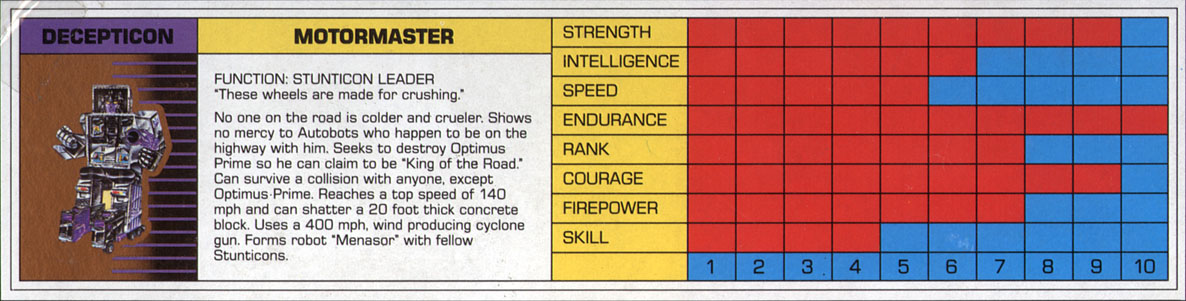 DECEPTICON
MOTORMASTER
FUNCTION: STUNTICON LEADER
"These wheels are made for crushing."
No one on the road is colder and crueler. Shows
no mercy to Autobots who happen to be on the
highway with him. Seeks to destroy Optimus
Prime so he can claim to be "King of the Road."
Can survive a collision with anyone, except
Optimus Prime. Reaches a top speed of 140
mph and can shatter a 20 foot thick concrete
block. Uses a 400 mph, wind producing cyclone
gun. Forms robot "Menasor" with fellow
Stunticons.
STRENGTH
INTELLIGENCE
SPEED
ENDURANCE
RANK
COURAGE
FIREPOWER
SKILL
1 2 3 4 5 6 7 8 9 10